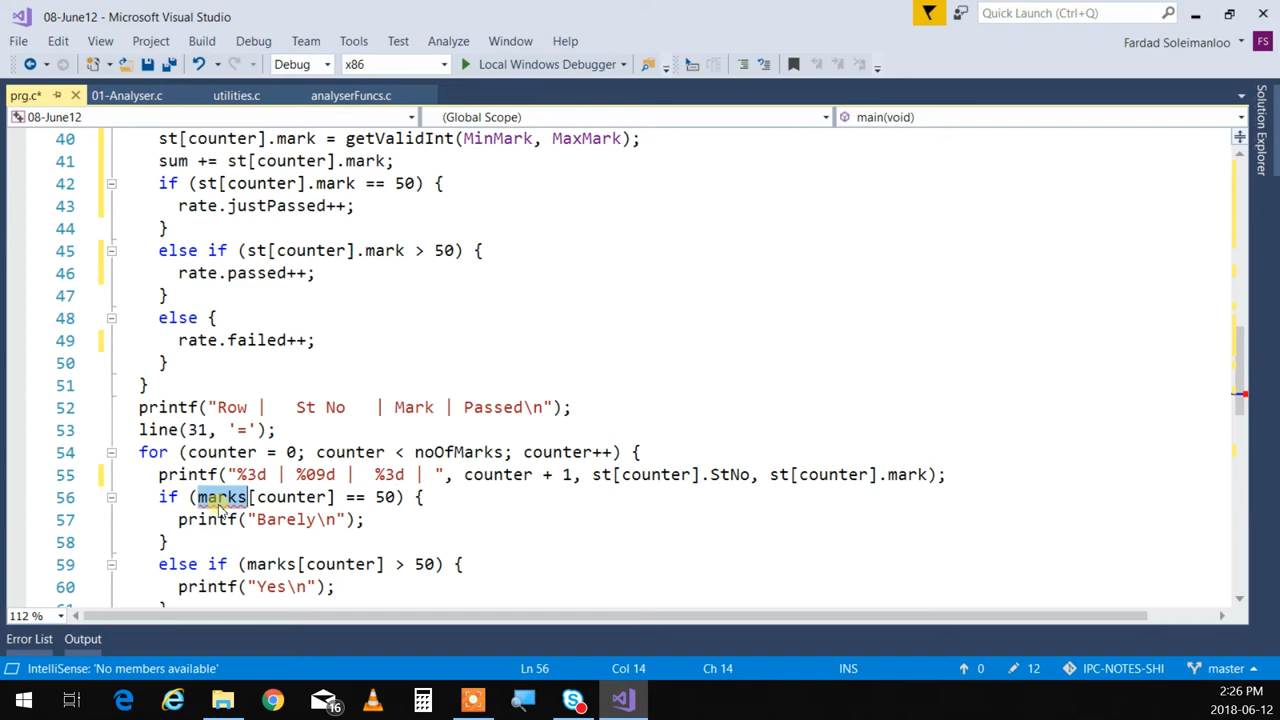 08-June12 - Microsoft Visual Studio
Quick Launch (Ctrl+Q)
File Edit View Project Build Debug Team Tools Test Analyze Window Help
Fardad Soleimanloo FS
Debug x86 Local Windows Debugger
prg.c* 01-Analyser.c utilities.c analyserFuncs.c
Solution Explorer
08-June12 (Global Scope) main(void)
40 st[counter].mark = getValidInt(MinMark, MaxMark);
41 sum += st[counter].mark;
42 if (st[counter].mark == 50) {
43 rate.justPassed++;
44 }
45 else if (st[counter].mark > 50) {
46 rate.passed++;
47 }
48 else {
49 rate.failed++;
50 }
51 }
52 printf("Row |   St No   | Mark | Passed\n");
53 line(31, '=');
54 for (counter = 0; counter < noOfMarks; counter++) {
55 printf("%3d | %09d |  %3d | ", counter + 1, st[counter].StNo, st[counter].mark);
56 if (marks[counter] == 50) {
57 printf("Barely\n");
58 }
59 else if (marks[counter] > 50) {
60 printf("Yes\n");
61 }
112 %
Error List Output
IntelliSense: 'No members available' Ln 56 Col 14 Ch 14 INS 0 12 IPC-NOTES-SHI master
16
2:26 PM
2018-06-12